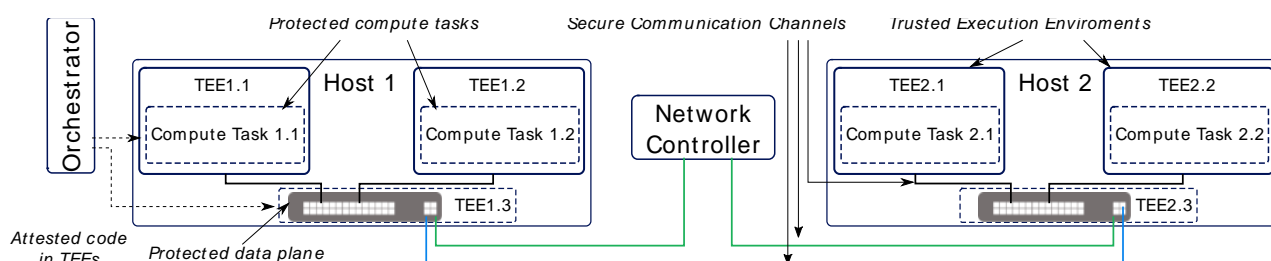 Protected compute tasks
Secure Communication Channels
Trusted Execution Enviroments
Orchestrator
TEE1.1
Host 1
TEE1.2
TEE2.1
Host 2
TEE2.2
Compute Task 1.1
Compute Task 1.2
Network
Controller
Compute Task 2.1
Compute Task 2.2
TEE1.3
TEE2.3
Attested code
in TEEs
Protected data plane